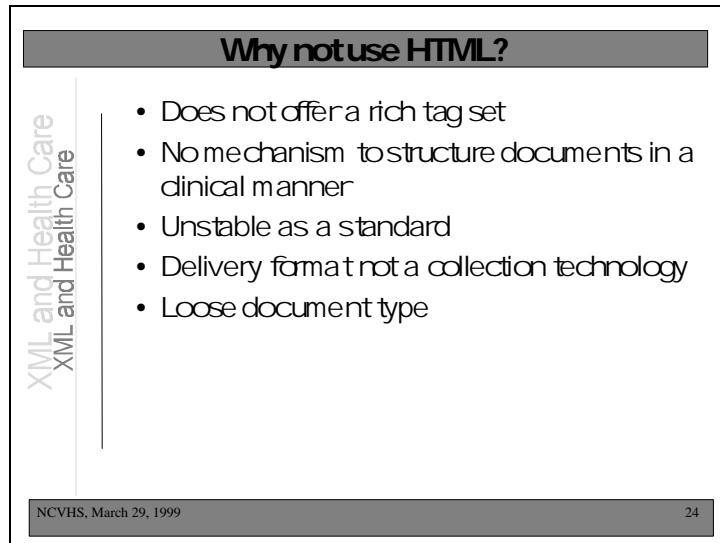 Why not use HTML?
XML and Health Care
XML and Health Care
• Does not offer a rich tag set
• No mechanism to structure documents in a
clinical manner
• Unstable as a standard
• Delivery format not a collection technology
• Loose document type
NCVHS, March 29, 1999
24